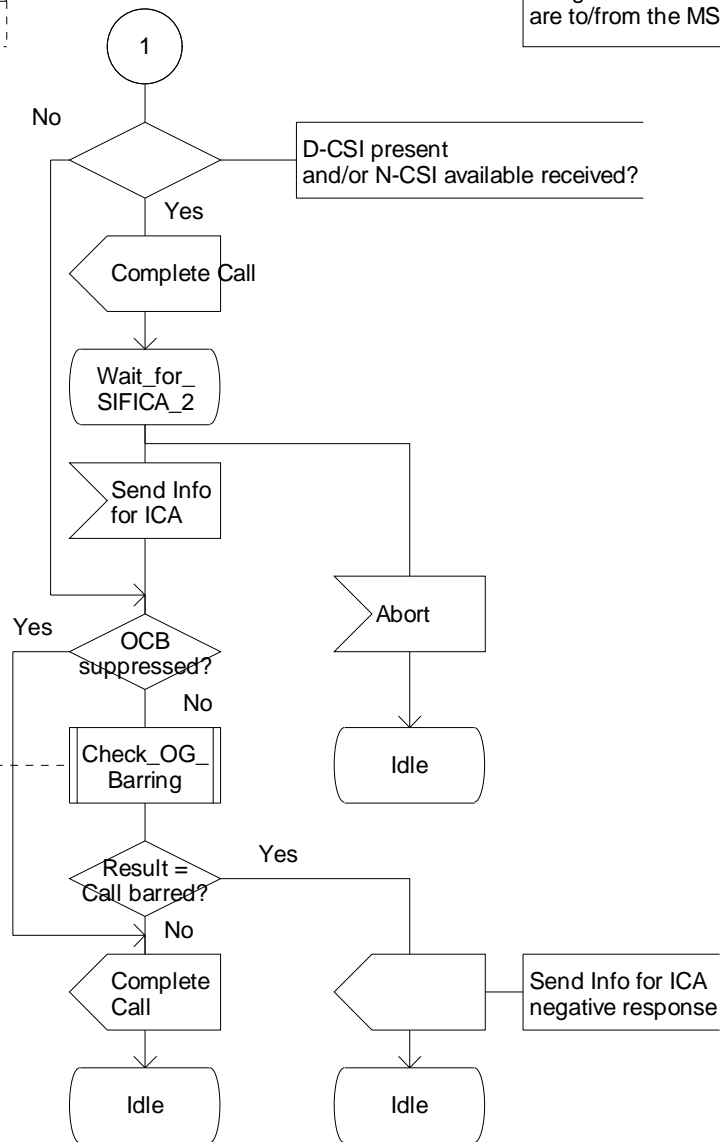 are to/from the MS
1
No
D-CSI present
and/or N-CSI available received?
Yes
Complete Call
Wait_for_
SIFICA_2
Send Info
for ICA
Abort
Yes
OCB
suppressed?
No
Check_OG_
Barring
Idle
Result =
Call barred?
Yes
No
Complete
Call
Send Info for ICA
negative response
Idle
Idle